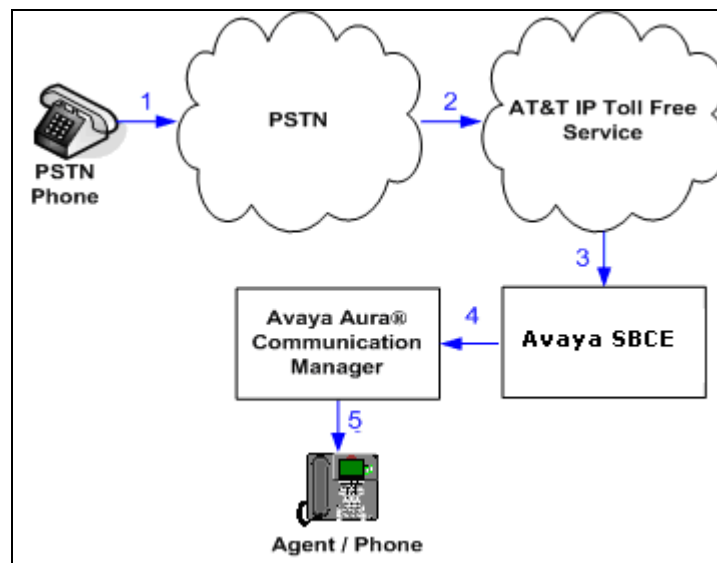 1
PSTN
2
AT&T IP Toll Free
Service
PSTN
Phone
3
Avaya Aura®
Communication
Manager
4
Avaya SBCE
5
Agent / Phone